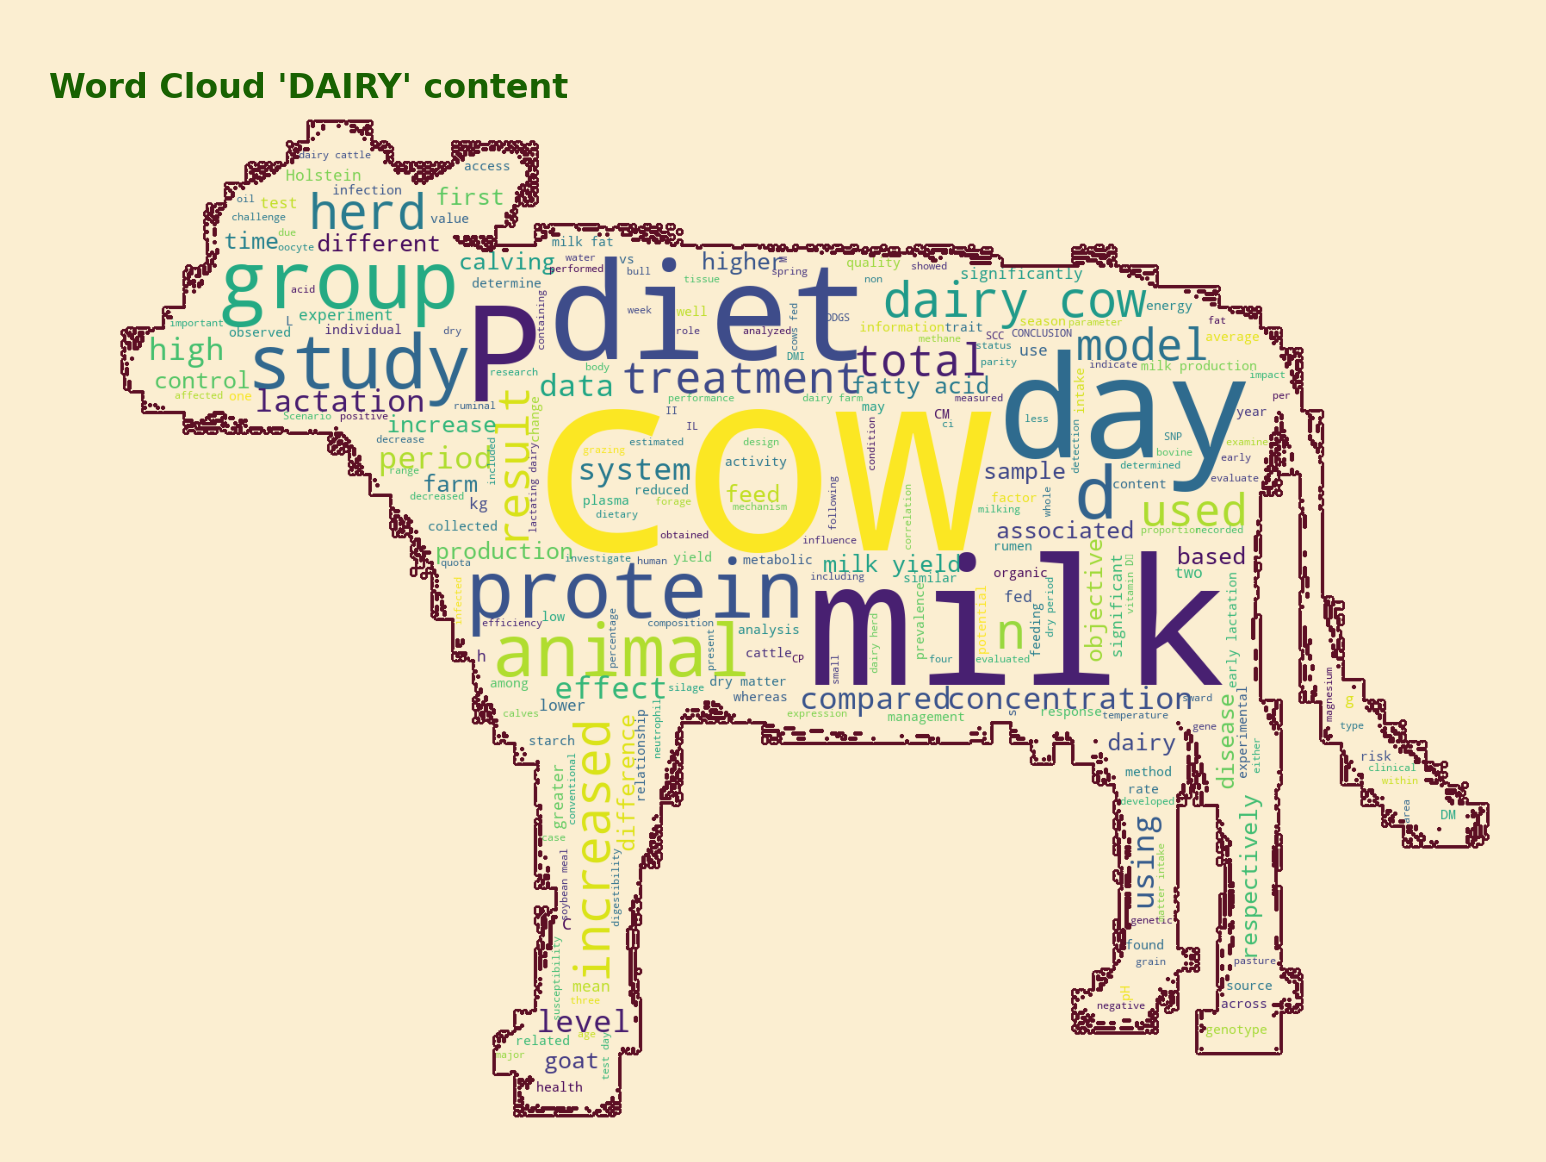 Word Cloud 'DAIRY' content
dairy cattle
access
Holstein
infection
first
oil
test
herd
value
challenge
due
time
oocyte
different
milk fat
calving
water
vs
higher
quality
showed
performed
bull
spring
significantly
group
acid
determine
tissue
non
diet
dairy cow
energy
containing
important
L
experiment
week
well
cows fed
DDGS
information
trait
season
parameter
fat
observed
individual
dry
P
role
analyzed
methane
SCC
CONCLUSION
average
high
study
DMI
total
status
use
model
research
body
parity
indicate
milk production
impact
control
data
treatment
fatty acid
day
intake
affected
one
lactation
performance
dairy farm
measured
per
Scenario
positive
ruminal
result
change
II
may
CM
less
year
increase
IL
ci
decrease
included
lactating dairy
cow
estimated
design
condition
detection
SNP
examine
period
grazing
bovine
range
system
activity
sample
determined
early
farm
reduced
feed
content
evaluate
decreased
plasma
forage
factor
whole
d
kg
dietary
mechanism
following
correlation
milking
used
collected
obtained
influence
associated
proportion
recorded
production
investigate
human
yield
metabolic
milk yield
rumen
objective
significant
vitamin D
based
quota
including
similar
organic
two
infected
protein
milk
fed
dry period
early lactation
efficiency
low
percentage
composition
analysis
dairy herd
prevalence
potential
n
feeding
animal
present
cattle
CP
small
four
evaluated
h
among
effect
silage
dry matter
whereas
compared
concentration
sward
magnesium
g
calves
lower
expression
management
s
response
temperature
gene
disease
experimental
type
starch
increased
difference
relationship
neutrophil
dairy
either
risk
greater
conventional
method
clinical
rate
within
developed
area
DM
case
using
respectively
soybean meal
digestibility
matter intake
c
genetic
susceptibility
found
grain
pasture
mean
pH
source
three
negative
across
level
age
genotype
related
test day
major
goat
health